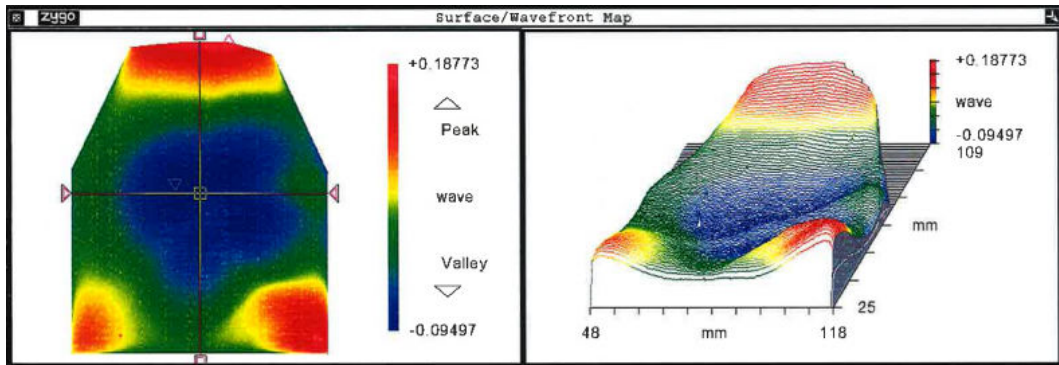 zygo
Surface/Wavefront Map
+0.18773
Peak
wave
Valley
-0.09497
+0.18773
wave
-0.09497
109
mm
25
48
mm
118